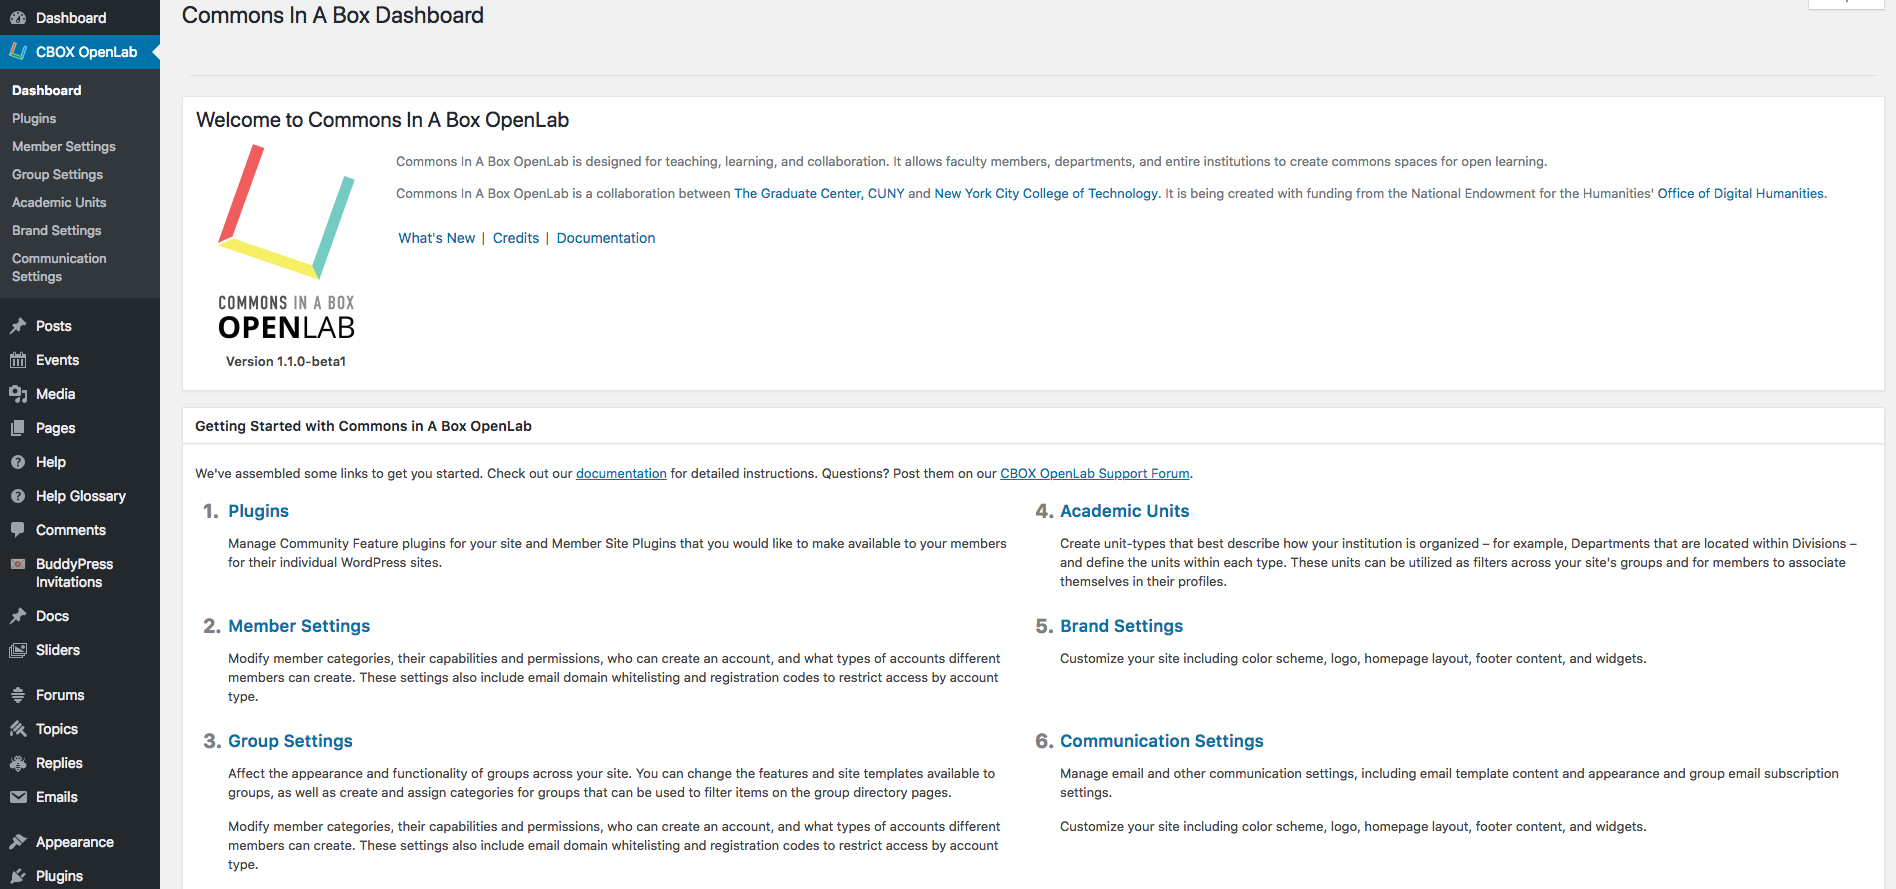 Dashboard
CBOX OpenLab
Dashboard
Plugins
Member Settings
Group Settings
Academic Units
Brand Settings
Communication
Settings
Posts
Events
Media
Pages
Help
Help Glossary
Comments
BuddyPress
Invitations
Docs
Sliders
Forums
Topics
Replies
Emails
Appearance
Plugins
Commons In A Box Dashboard
Welcome to Commons In A Box OpenLab
COMMONS IN A BOX
OPENLAB
Version 1.1.0-beta1
Commons In A Box OpenLab is designed for teaching, learning, and collaboration. It allows faculty members, departments, and entire institutions to create commons spaces for open learning.
Commons In A Box OpenLab is a collaboration between The Graduate Center, CUNY and New York City College of Technology. It is being created with funding from the National Endowment for the Humanities' Office of Digital Humanities.
What's New | Credits | Documentation
Getting Started with Commons in A Box OpenLab
We've assembled some links to get you started. Check out our documentation for detailed instructions. Questions? Post them on our CBOX OpenLab Support Forum.
1. Plugins
Manage Community Feature plugins for your site and Member Site Plugins that you would like to make available to your members
for their individual WordPress sites.
2. Member Settings
Modify member categories, their capabilities and permissions, who can create an account, and what types of accounts different
members can create. These settings also include email domain whitelisting and registration codes to restrict access by account
type.
3. Group Settings
Affect the appearance and functionality of groups across your site. You can change the features and site templates available to
groups, as well as create and assign categories for groups that can be used to filter items on the group directory pages.
Modify member categories, their capabilities and permissions, who can create an account, and what types of accounts different
members can create. These settings also include email domain whitelisting and registration codes to restrict access by account
type.
4. Academic Units
Create unit-types that best describe how your institution is organized – for example, Departments that are located within Divisions –
and define the units within each type. These units can be utilized as filters across your site's groups and for members to associate
themselves in their profiles.
5. Brand Settings
Customize your site including color scheme, logo, homepage layout, footer content, and widgets.
6. Communication Settings
Manage email and other communication settings, including email template content and appearance and group email subscription
settings.
Customize your site including color scheme, logo, homepage layout, footer content, and widgets.